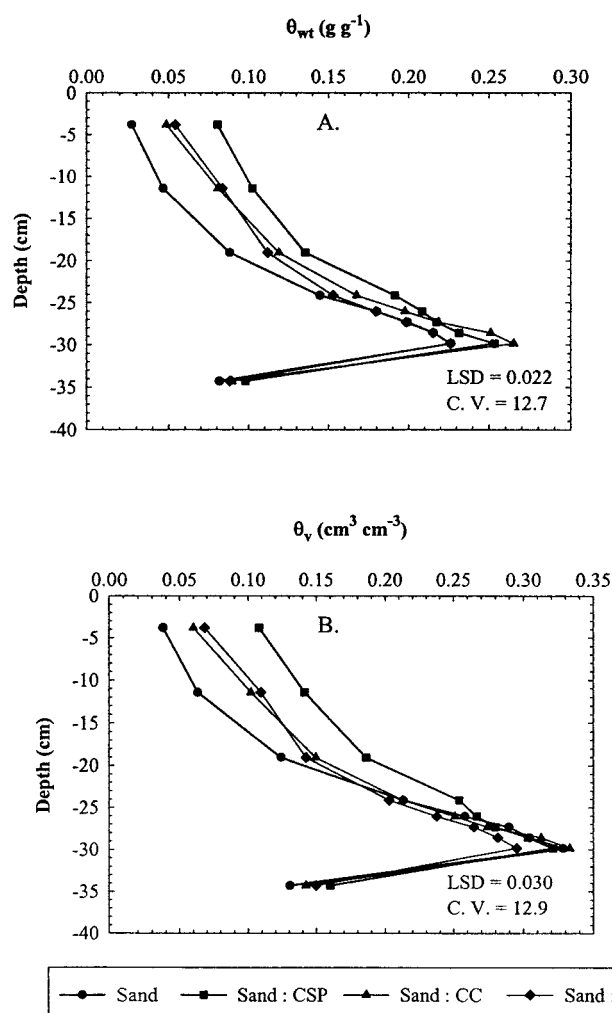 θwt (g g⁻¹)
0.00 0.05 0.10 0.15 0.20 0.25 0.30
0
-5
-10
-15
-20
-25
-30
-35
-40
Depth (cm)
A.
LSD = 0.022
C. V. = 12.7
θv (cm³ cm⁻³)
0.00 0.05 0.10 0.15 0.20 0.25 0.30 0.35
0
-5
-10
-15
-20
-25
-30
-35
-40
Depth (cm)
B.
LSD = 0.030
C. V. = 12.9
Sand Sand : CSP Sand : CC Sand :